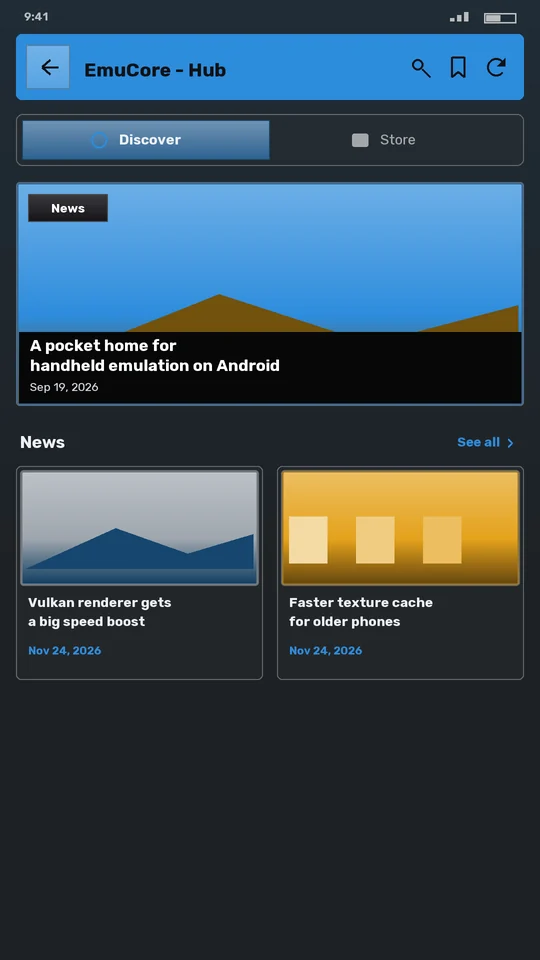 9:41
EmuCore - Hub
Discover
Store
News
A pocket home for
handheld emulation on Android
Sep 19, 2026
News
See all
Vulkan renderer gets
a big speed boost
Nov 24, 2026
Faster texture cache
for older phones
Nov 24, 2026